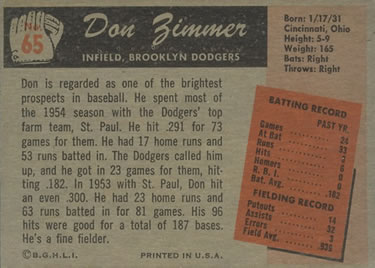 NO. 65
Don Zimmer
INFIELD, BROOKLYN DODGERS
Born: 1/17/31
Cincinnati, Ohio
Height: 5-9
Weight: 165
Bats: Right
Throws: Right
Don is regarded as one of the brightest
prospects in baseball. He spent most of
the 1954 season with the Dodgers' top
farm team, St. Paul. He hit .291 for 73
games for them. He had 17 home runs and
53 runs batted in. The Dodgers called him
up, and he got in 23 games for them, hit-
ting .182. In 1953 with St. Paul, Don hit
an even .300. He had 23 home runs and
63 runs batted in for 81 games. His 96
hits were good for a total of 187 bases.
He's a fine fielder.
BATTING RECORD
PAST YR.
Games 24
At Bat 33
Runs 3
Hits
Homers
R. B. I.
Bat. Avg. .182
FIELDING RECORD
Putouts 14
Assists 32
Errors
Field Avg.
©B.G.H.L.I. PRINTED IN U.S.A.